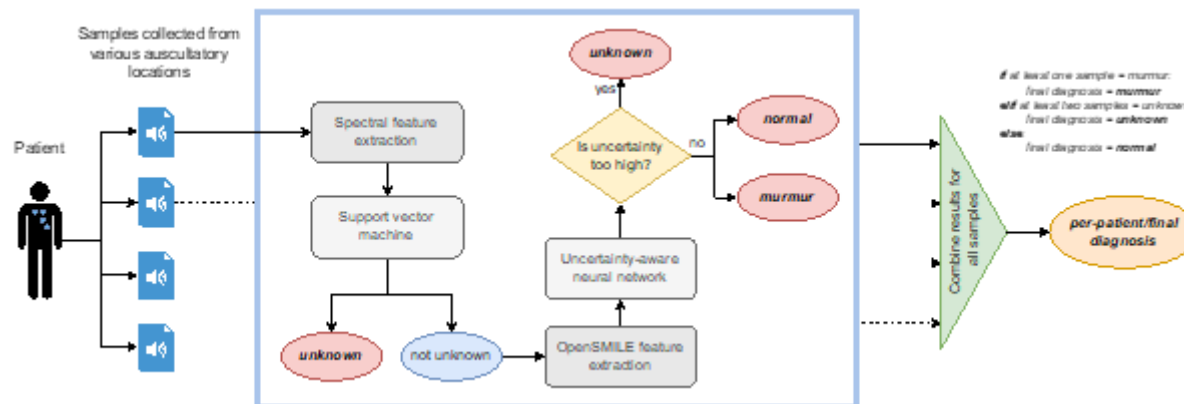 Samples collected from
various auscultatory
locations
Patient
Spectral feature
extraction
Support vector
machine
unknown
not unknown
OpenSMILE feature
extraction
Uncertainty-aware
neural network
Is uncertainty
too high?
yes
unknown
no
normal
murmur
if at least one sample = murmur:
final diagnosis = murmur
elif at least two samples = unknow
final diagnosis = unknown
else:
final diagnosis = normal
Combine results for
all samples
per-patient/final
diagnosis